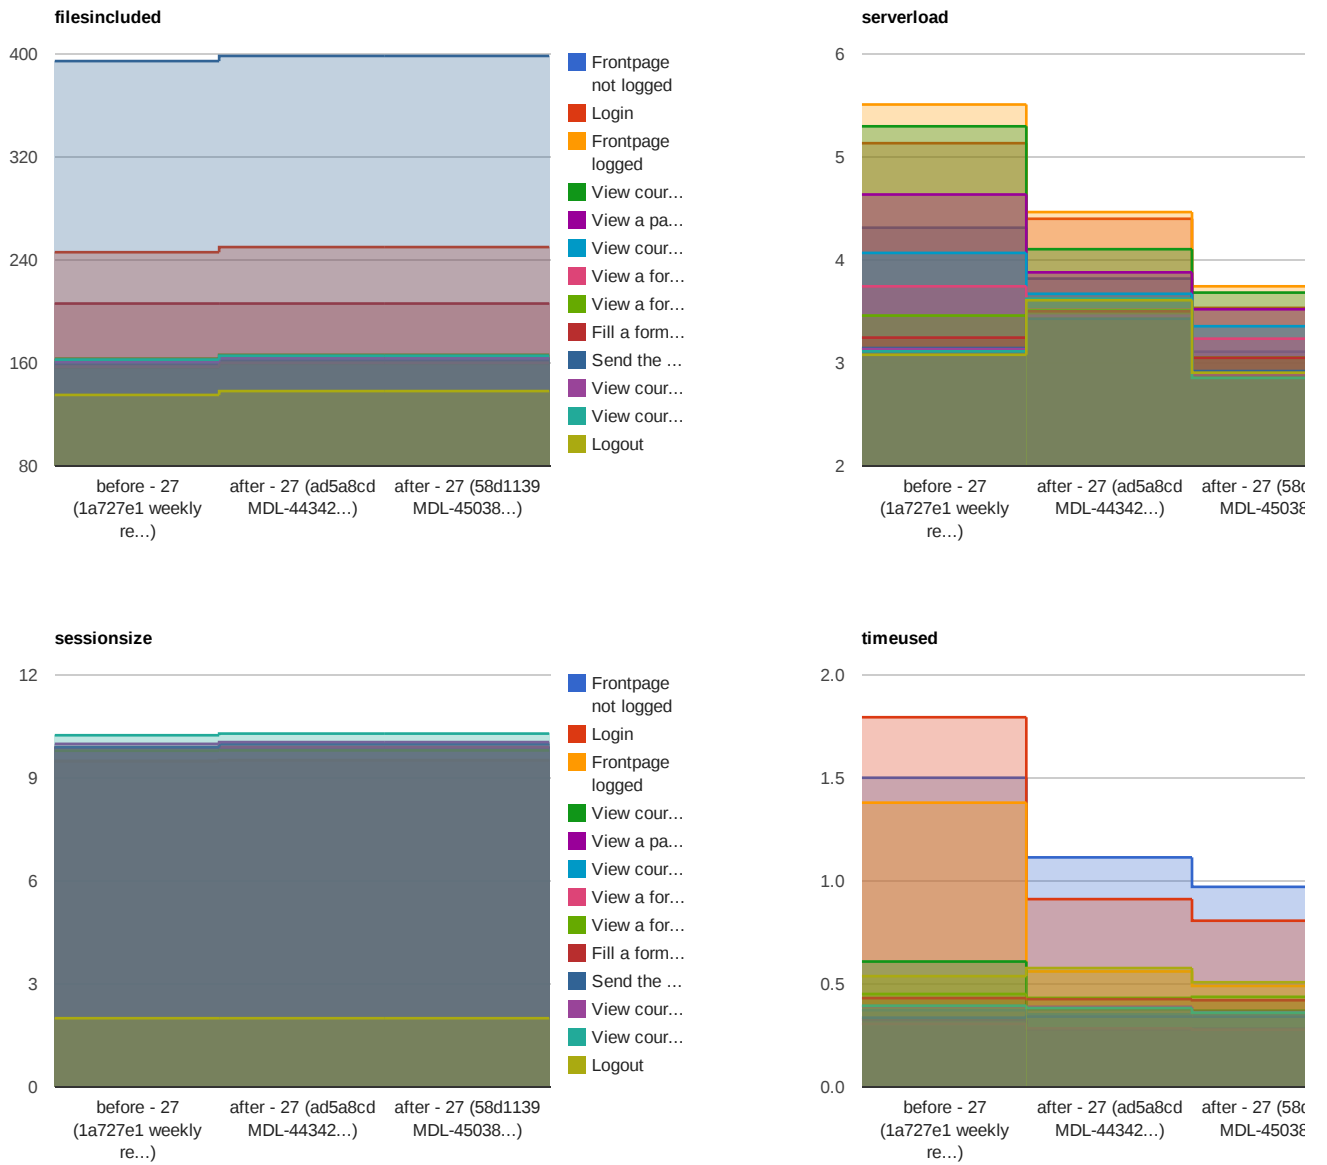 filesincluded
400
320
240
160
80
before - 27
(1a727e1 weekly
re...)
after - 27 (ad5a8cd
MDL-44342...)
after - 27 (58d1139
MDL-45038...)
Frontpage
not logged
Login
Frontpage
logged
View cour...
View a pa...
View cour...
View a for...
View a for...
Fill a form...
Send the ...
View cour...
View cour...
Logout
serverload
6
5
4
3
2
before - 27
(1a727e1 weekly
re...)
after - 27 (ad5a8cd
MDL-44342...)
after - 27 (58d
MDL-45038
sessionsize
12
9
6
3
0
before - 27
(1a727e1 weekly
re...)
after - 27 (ad5a8cd
MDL-44342...)
after - 27 (58d1139
MDL-45038...)
Frontpage
not logged
Login
Frontpage
logged
View cour...
View a pa...
View cour...
View a for...
View a for...
Fill a form...
Send the ...
View cour...
View cour...
Logout
timeused
2.0
1.5
1.0
0.5
0.0
before - 27
(1a727e1 weekly
re...)
after - 27 (ad5a8cd
MDL-44342...)
after - 27 (58d
MDL-45038